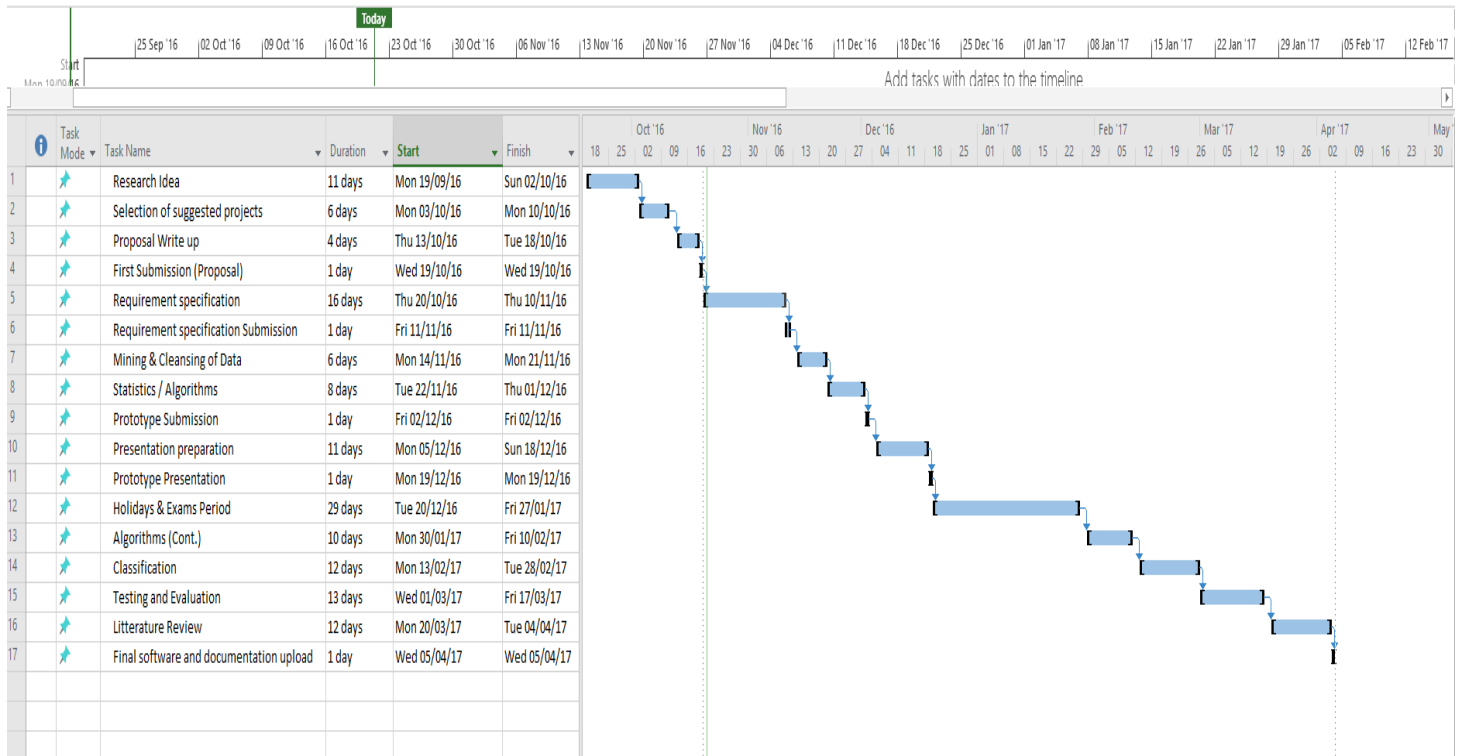 Today
25 Sep '16 02 Oct '16 09 Oct '16 16 Oct '16 23 Oct '16 30 Oct '16 06 Nov '16 13 Nov '16 20 Nov '16 27 Nov '16 04 Dec '16 11 Dec '16 18 Dec '16 25 Dec '16 01 Jan '17 08 Jan '17 15 Jan '17 22 Jan '17 29 Jan '17 05 Feb '17 12 Feb '17
Start
Mon 19/09/16
Add tasks with dates to the timeline
Task Mode Task Name Duration Start Finish
Oct '16 Nov '16 Dec '16 Jan '17 Feb '17 Mar '17 Apr '17 May '
18 25 02 09 16 23 30 06 13 20 27 04 11 18 25 01 08 15 22 29 05 12 19 26 05 12 19 26 02 09 16 23 30
1 Research Idea 11 days Mon 19/09/16 Sun 02/10/16
2 Selection of suggested projects 6 days Mon 03/10/16 Mon 10/10/16
3 Proposal Write up 4 days Thu 13/10/16 Tue 18/10/16
4 First Submission (Proposal) 1 day Wed 19/10/16 Wed 19/10/16
5 Requirement specification 16 days Thu 20/10/16 Thu 10/11/16
6 Requirement specification Submission 1 day Fri 11/11/16 Fri 11/11/16
7 Mining & Cleansing of Data 6 days Mon 14/11/16 Mon 21/11/16
8 Statistics / Algorithms 8 days Tue 22/11/16 Thu 01/12/16
9 Prototype Submission 1 day Fri 02/12/16 Fri 02/12/16
10 Presentation preparation 11 days Mon 05/12/16 Sun 18/12/16
11 Prototype Presentation 1 day Mon 19/12/16 Mon 19/12/16
12 Holidays & Exams Period 29 days Tue 20/12/16 Fri 27/01/17
13 Algorithms (Cont.) 10 days Mon 30/01/17 Fri 10/02/17
14 Classification 12 days Mon 13/02/17 Tue 28/02/17
15 Testing and Evaluation 13 days Wed 01/03/17 Fri 17/03/17
16 Litterature Review 12 days Mon 20/03/17 Tue 04/04/17
17 Final software and documentation upload 1 day Wed 05/04/17 Wed 05/04/17